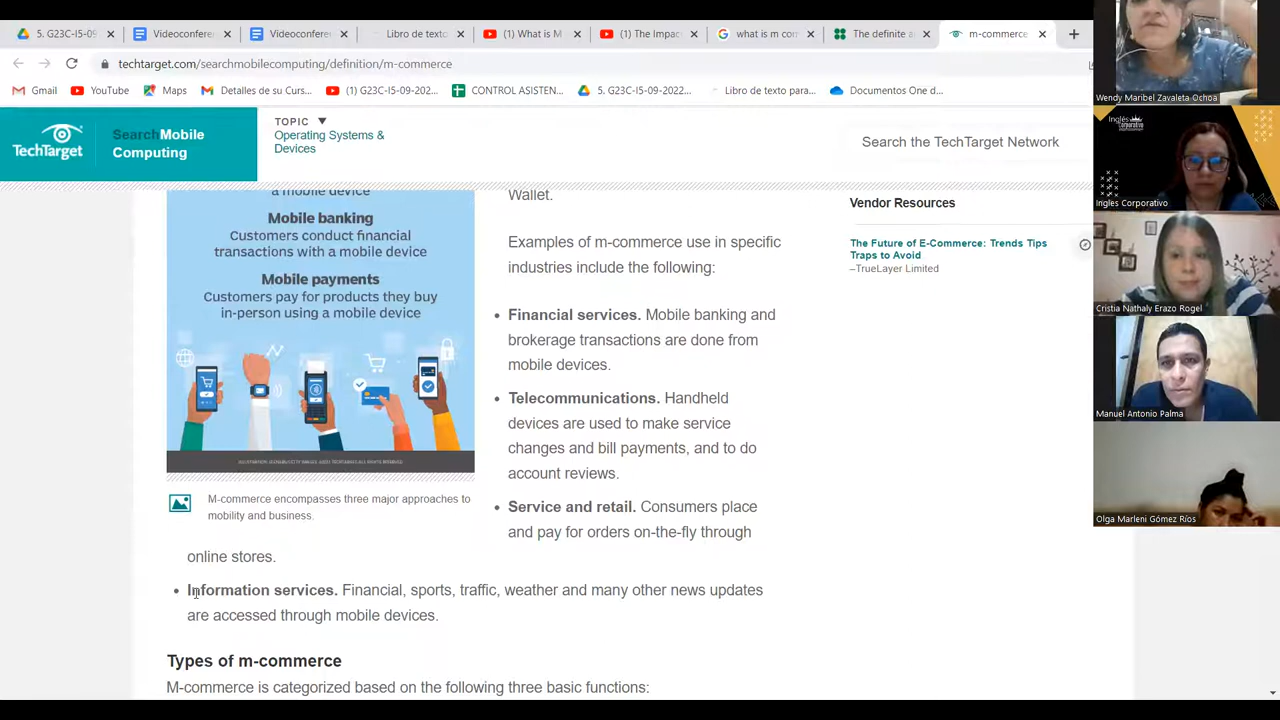 5. G23C-I5-09
Videoconferen
Videoconferen
Libro de texto
(1) What is M
(1) The Impac
what is m com
The definite a
m-commerce
techtarget.com/searchmobilecomputing/definition/m-commerce
Gmail
YouTube
Maps
Detalles de su Curs...
(1) G23C-I5-09-202...
CONTROL ASISTEN...
5. G23C-I5-09-2022...
Libro de texto para...
Documentos One d...
TechTarget
SearchMobile
Computing
TOPIC
Operating Systems &
Devices
Search the TechTarget Network
a mobile device
Mobile banking
Customers conduct financial
transactions with a mobile device
Mobile payments
Customers pay for products they buy
in-person using a mobile device
M-commerce encompasses three major approaches to
mobility and business.
Wallet.
Examples of m-commerce use in specific
industries include the following:
• Financial services. Mobile banking and
brokerage transactions are done from
mobile devices.
• Telecommunications. Handheld
devices are used to make service
changes and bill payments, and to do
account reviews.
• Service and retail. Consumers place
and pay for orders on-the-fly through
online stores.
• Information services. Financial, sports, traffic, weather and many other news updates
are accessed through mobile devices.
Types of m-commerce
M-commerce is categorized based on the following three basic functions:
Vendor Resources
The Future of E-Commerce: Trends Tips
Traps to Avoid
–TrueLayer Limited
Wendy Maribel Zavaleta Ochoa
Inglés
Corporativo
Ingles Corporativo
Cristia Nathaly Erazo Rogel
Manuel Antonio Palma
Olga Marleni Gómez Ríos